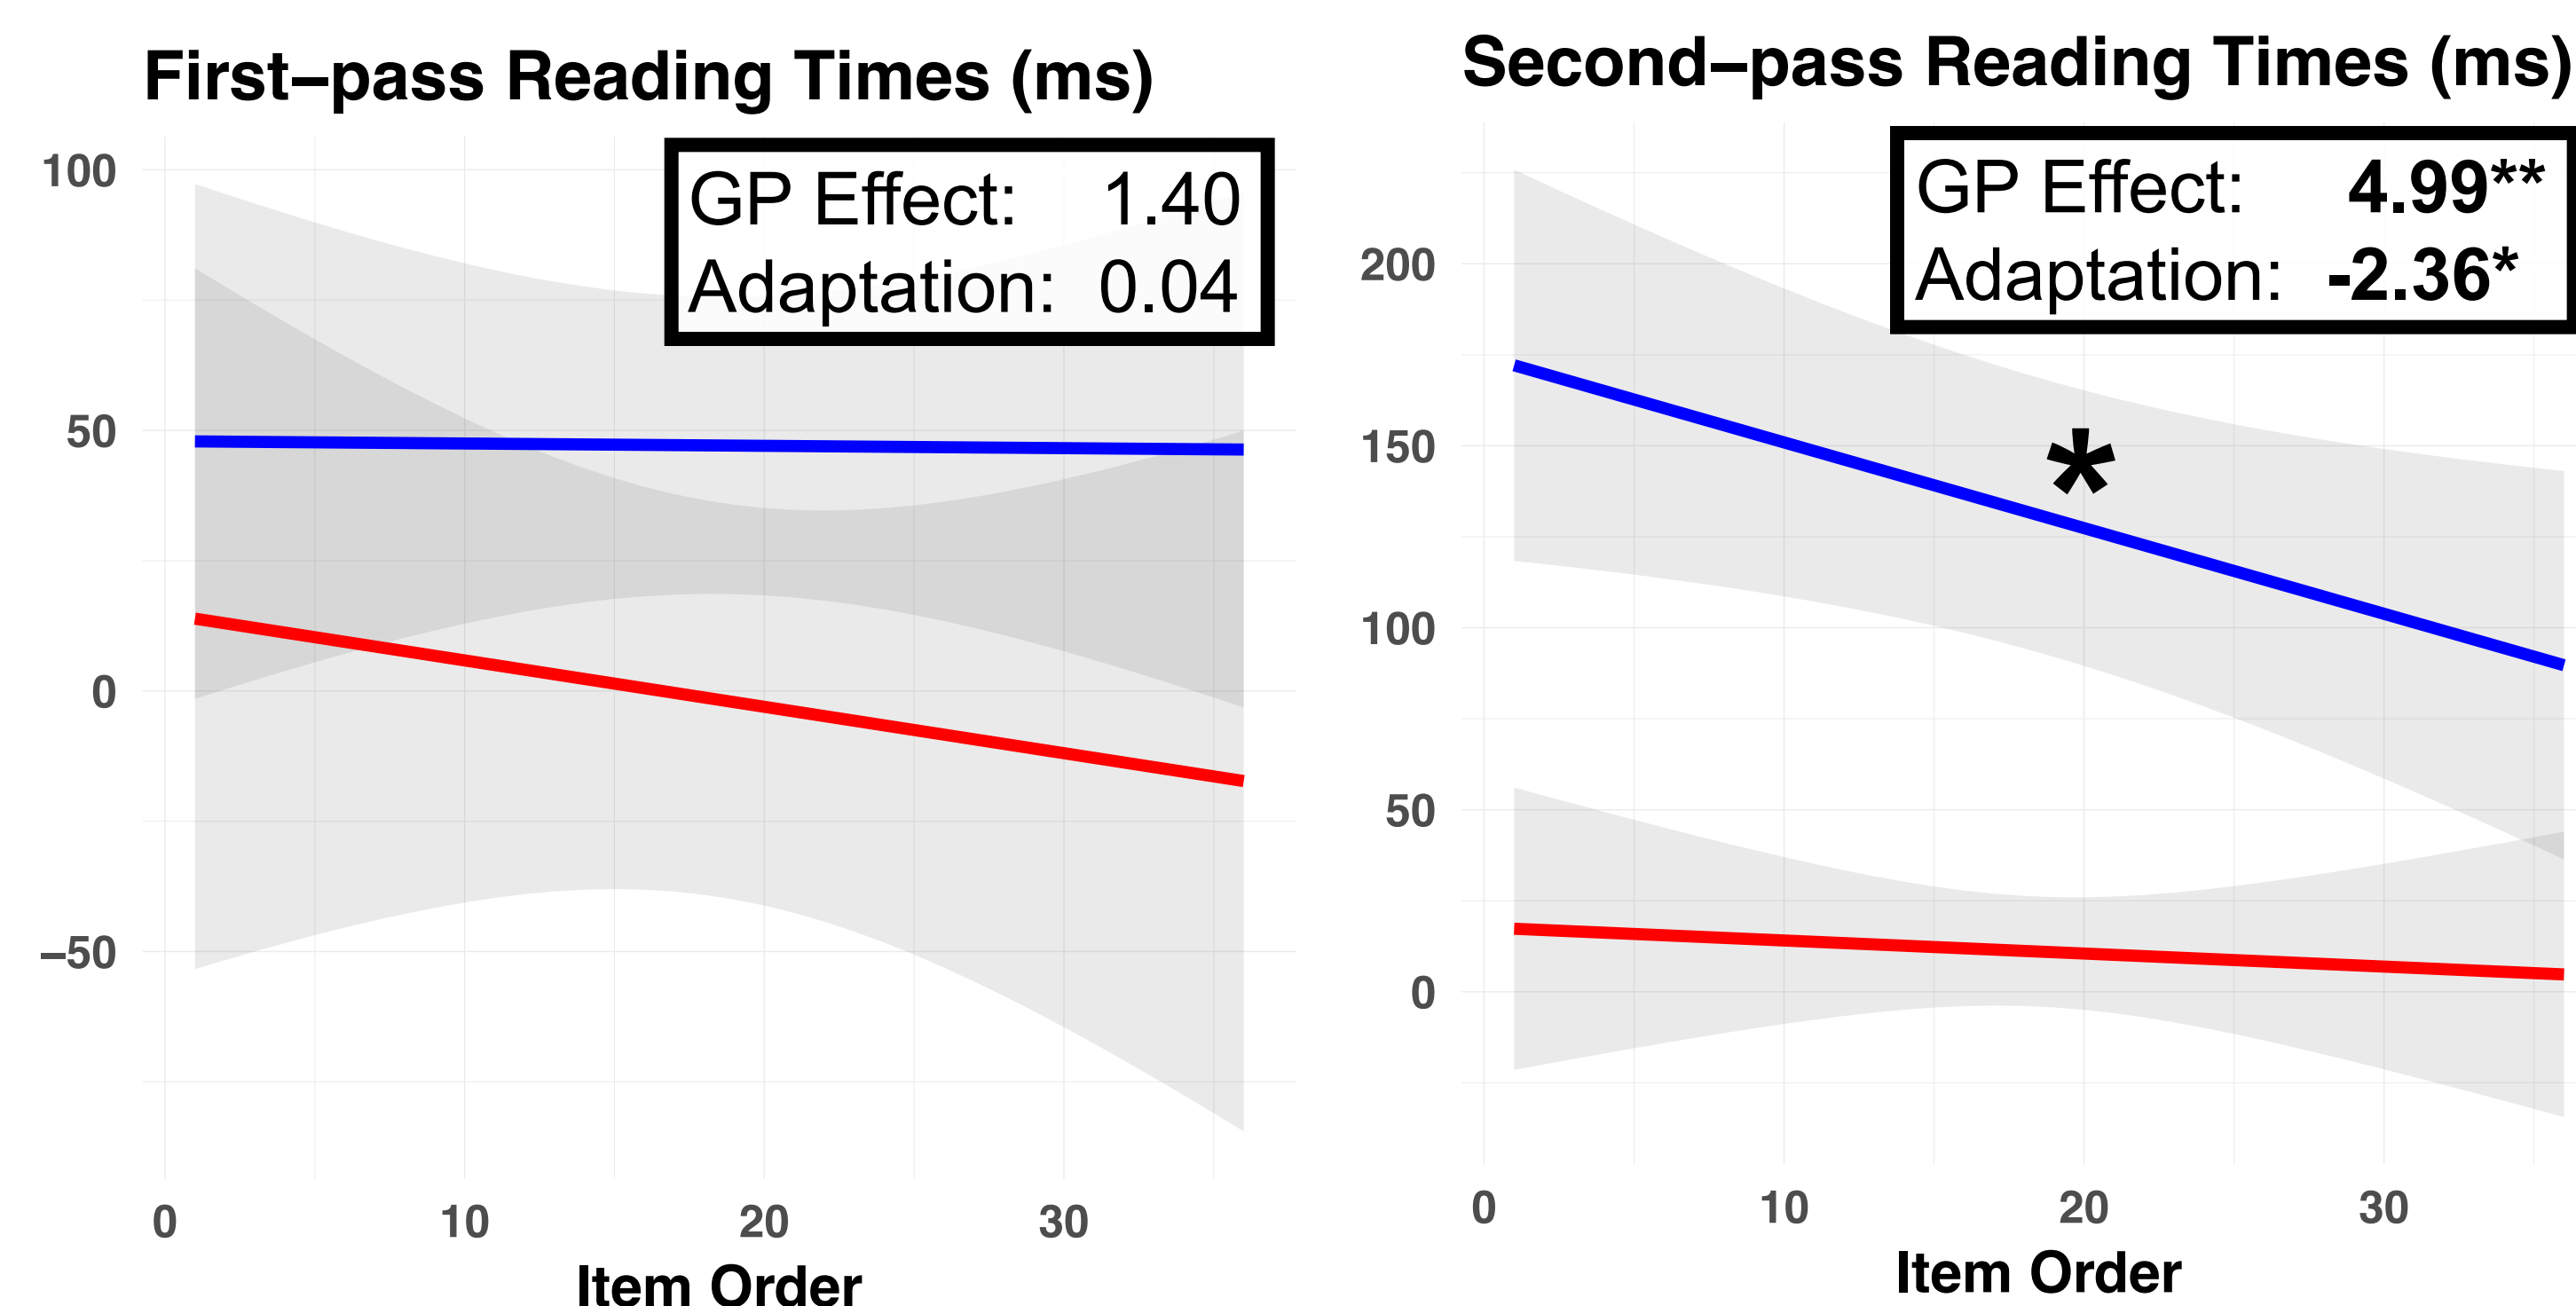 First–pass Reading Times (ms)
GP Effect: 1.40
Adaptation: 0.04
100
50
0
–50
0 10 20 30
Item Order
Second–pass Reading Times (ms)
GP Effect: 4.99**
Adaptation: -2.36*
200
150
*
100
50
0
0 10 20 30
Item Order